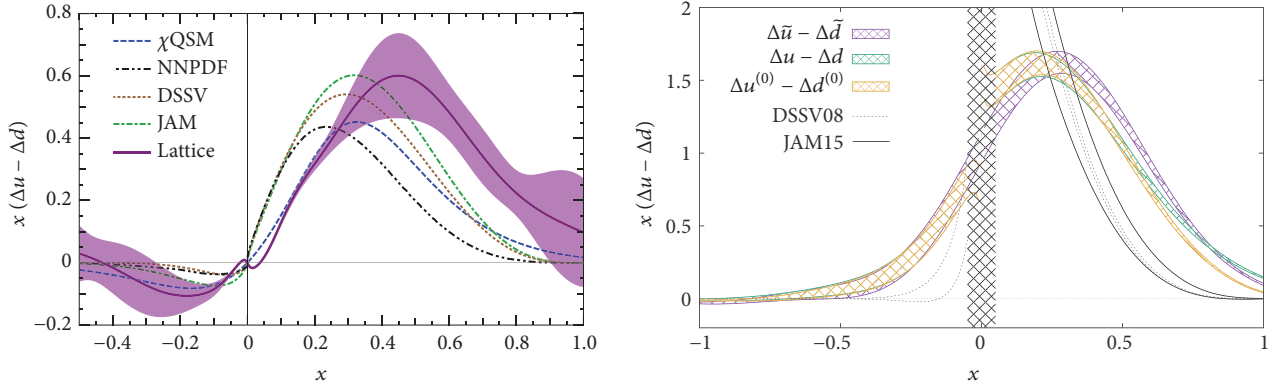 0.8
0.6
0.4
0.2
0
−0.2
x (Δu − Δd)
χQSM
NNPDF
DSSV
JAM
Lattice
−0.4 −0.2 0 0.2 0.4 0.6 0.8 1.0
x
2
1.5
1
0.5
0
x (Δu − Δd)
Δũ − Δd̃
Δu − Δd
Δu⁽⁰⁾ − Δd⁽⁰⁾
DSSV08
JAM15
−1 −0.5 0 0.5 1
x